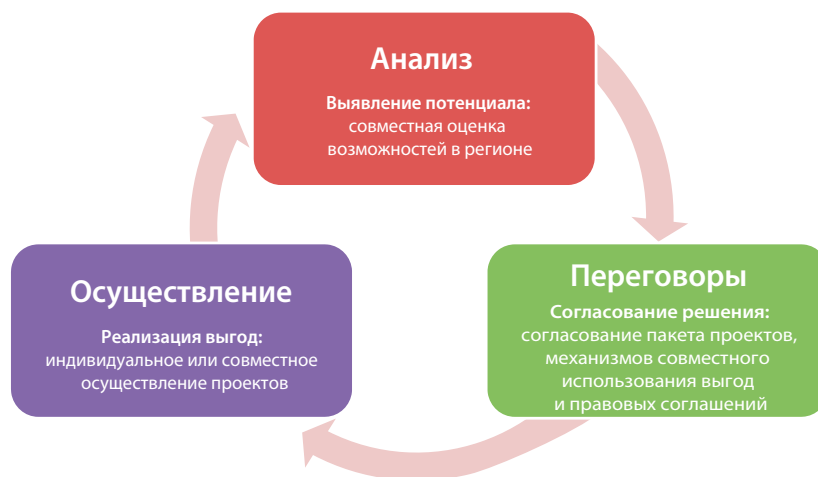 Анализ
Выявление потенциала:
совместная оценка
возможностей в регионе
Переговоры
Согласование решения:
согласование пакета проектов,
механизмов совместного
использования выгод
и правовых соглашений
Осуществление
Реализация выгод:
индивидуальное или совместное
осуществление проектов